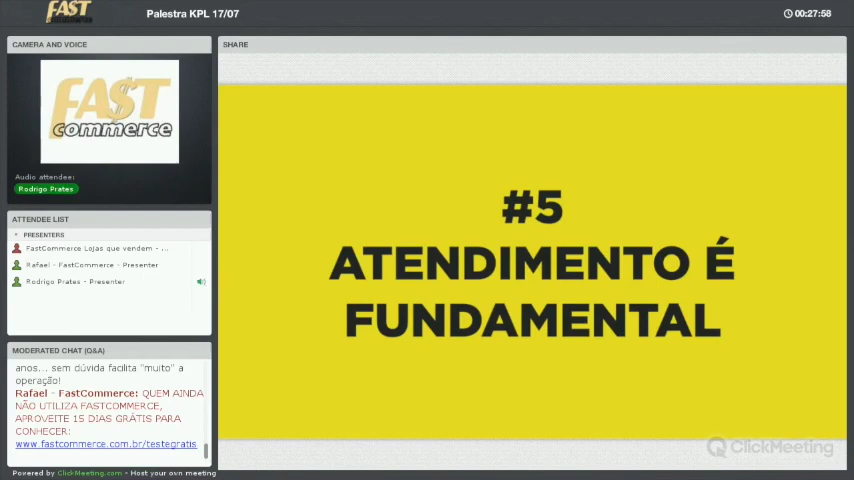 FA$T
commerce
Palestra KPL 17/07
00:27:58
CAMERA AND VOICE
FA$T
commerce
Audio attendee:
Rodrigo Prates
ATTENDEE LIST
PRESENTERS
FastCommerce Lojas que vendem - ...
Rafael - FastCommerce - Presenter
Rodrigo Prates - Presenter
MODERATED CHAT (Q&A)
anos... sem dúvida facilita "muito" a
operação!
Rafael - FastCommerce: QUEM AINDA
NÃO UTILIZA FASTCOMMERCE,
APROVEITE 15 DIAS GRÁTIS PARA
CONHECER:
www.fastcommerce.com.br/testegratis
Powered by ClickMeeting.com - Host your own meeting
SHARE
#5
ATENDIMENTO É
FUNDAMENTAL
ClickMeeting